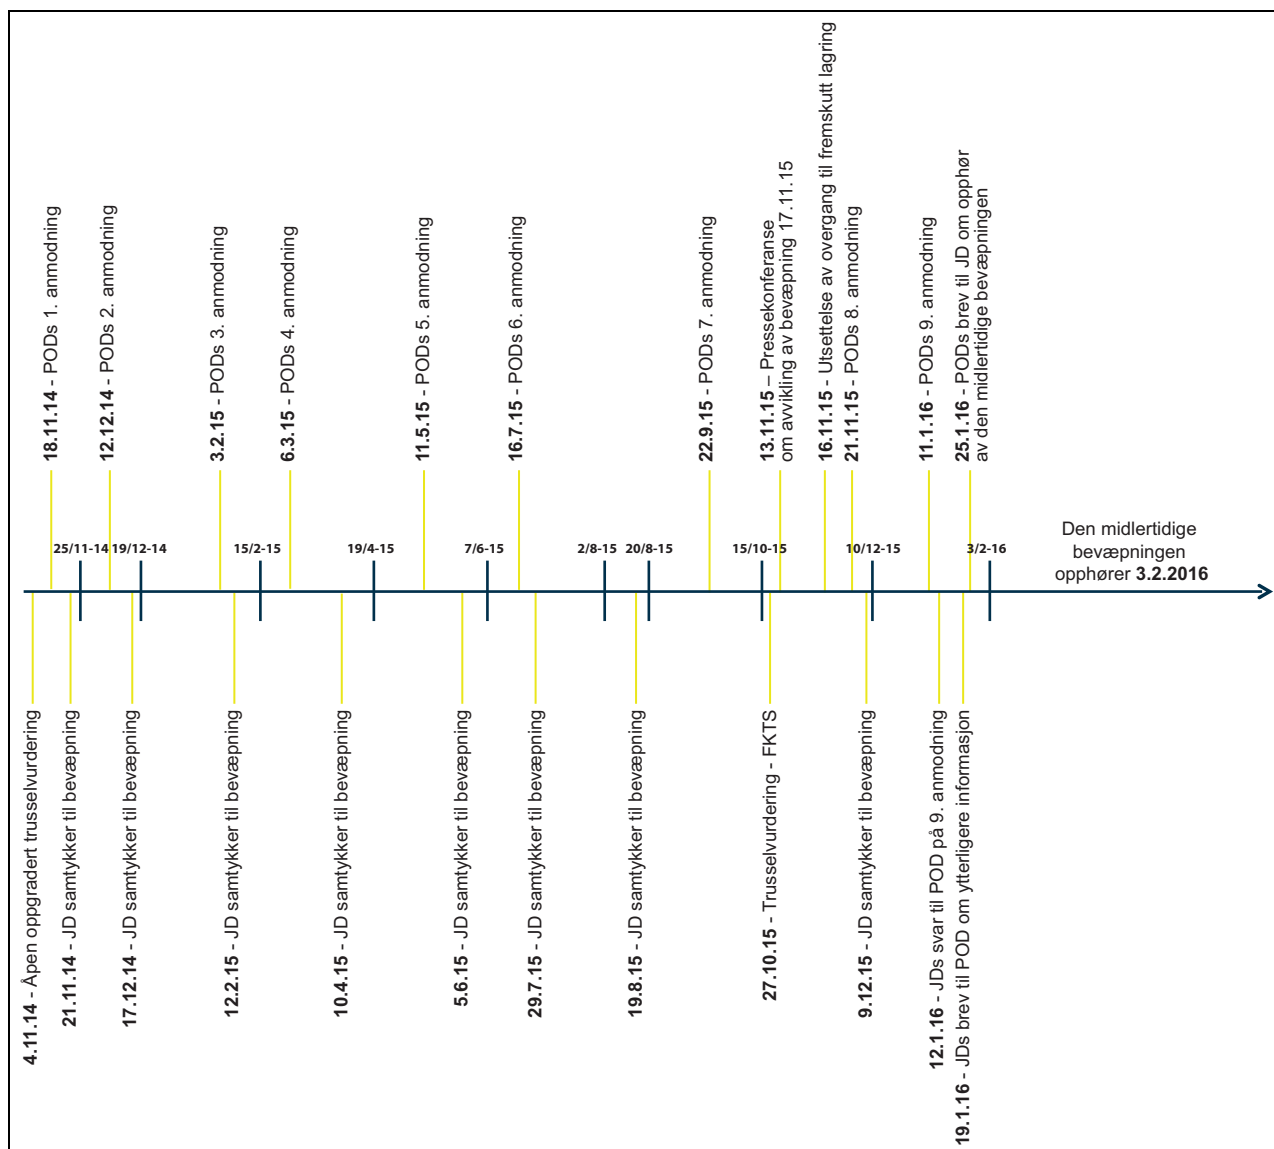 18.11.14 - PODs 1. anmodning
12.12.14 - PODs 2. anmodning
3.2.15 - PODs 3. anmodning
6.3.15 - PODs 4. anmodning
11.5.15 - PODs 5. anmodning
16.7.15 - PODs 6. anmodning
22.9.15 - PODs 7. anmodning
13.11.15 – Pressekonferanse
om avvikling av bevæpning 17.11.15
16.11.15 - Utsettelse av overgang til fremskutt lagring
21.11.15 - PODs 8. anmodning
11.1.16 - PODs 9. anmodning
25.1.16 - PODs brev til JD om opphør
av den midlertidige bevæpningen
25/11-14
19/12-14
15/2-15
19/4-15
7/6-15
2/8-15
20/8-15
15/10-15
10/12-15
3/2-16
Den midlertidige
bevæpningen
opphører 3.2.2016
4.11.14 - Åpen oppgradert trusselvurdering
21.11.14 - JD samtykker til bevæpning
17.12.14 - JD samtykker til bevæpning
12.2.15 - JD samtykker til bevæpning
10.4.15 - JD samtykker til bevæpning
5.6.15 - JD samtykker til bevæpning
29.7.15 - JD samtykker til bevæpning
19.8.15 - JD samtykker til bevæpning
27.10.15 - Trusselvurdering - FKTS
9.12.15 - JD samtykker til bevæpning
12.1.16 - JDs svar til POD på 9. anmodning
19.1.16 - JDs brev til POD om ytterligere informasjon